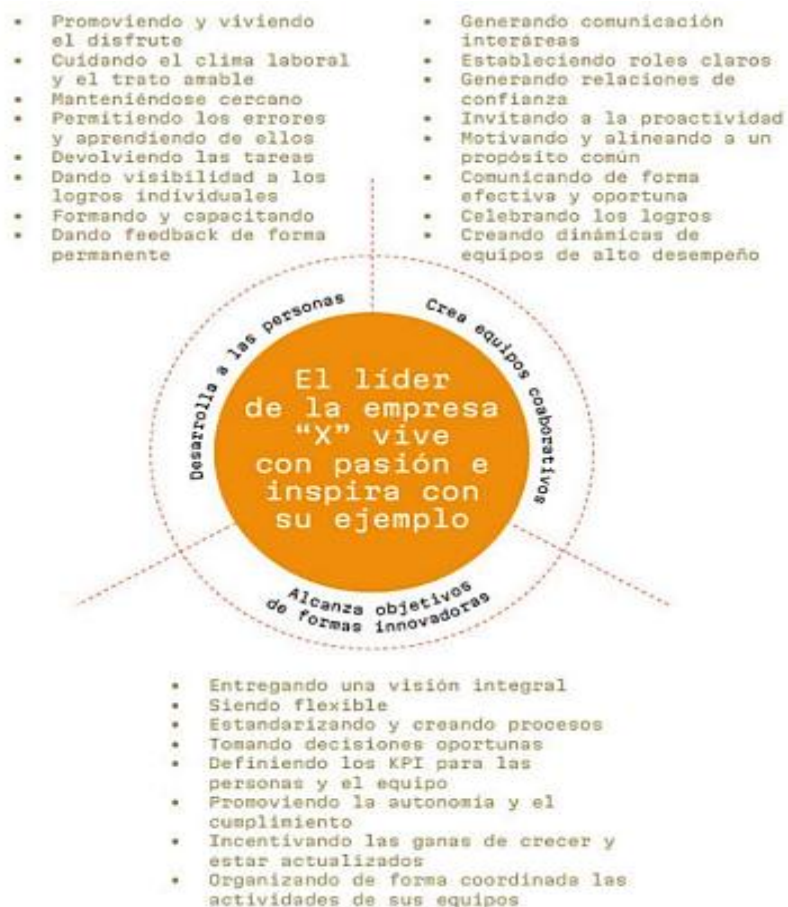 • Promoviendo y viviendo
el disfrute
• Cuidando el clima laboral
y el trato amable
• Manteniéndose cercano
• Permitiendo los errores
y aprendiendo de ellos
• Devolviendo las tareas
• Dando visibilidad a los
logros individuales
• Formando y capacitando
• Dando feedback de forma
permanente
• Generando comunicación
interáreas
• Estableciendo roles claros
• Generando relaciones de
confianza
• Invitando a la proactividad
• Motivando y alineando a un
propósito común
• Comunicando de forma
efectiva y oportuna
• Celebrando los logros
• Creando dinámicas de
equipos de alto desempeño
Desarrolla a las personas
Crea equipos coaborativos
El líder
de la empresa
“X” vive
con pasión e
inspira con
su ejemplo
Alcanza objetivos
de formas innovadoras
• Entregando una visión integral
• Siendo flexible
• Estandarizando y creando procesos
• Tomando decisiones oportunas
• Definiendo los KPI para las
personas y el equipo
• Promoviendo la autonomía y el
cumplimiento
• Incentivando las ganas de crecer y
estar actualizados
• Organizando de forma coordinada las
actividades de sus equipos